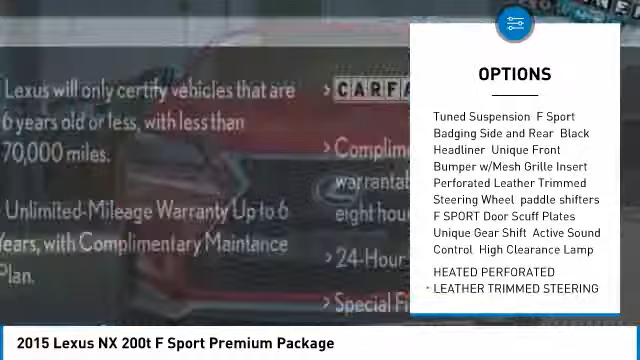 Lexus will only certify vehicles that are
6 years old or less, with less than
70,000 miles.
Unlimited-Mileage Warranty Up to 6
Years, with Complimentary Maintance
Plan.
> CARFA
> Complim
warrantab
eight hou
> 24-Hour
> Special Fi
OPTIONS
Tuned Suspension F Sport
Badging Side and Rear Black
Headliner Unique Front
Bumper w/Mesh Grille Insert
Perforated Leather Trimmed
Steering Wheel paddle shifters
F SPORT Door Scuff Plates
Unique Gear Shift Active Sound
Control High Clearance Lamp
HEATED PERFORATED
LEATHER TRIMMED STEERING
2015 Lexus NX 200t F Sport Premium Package